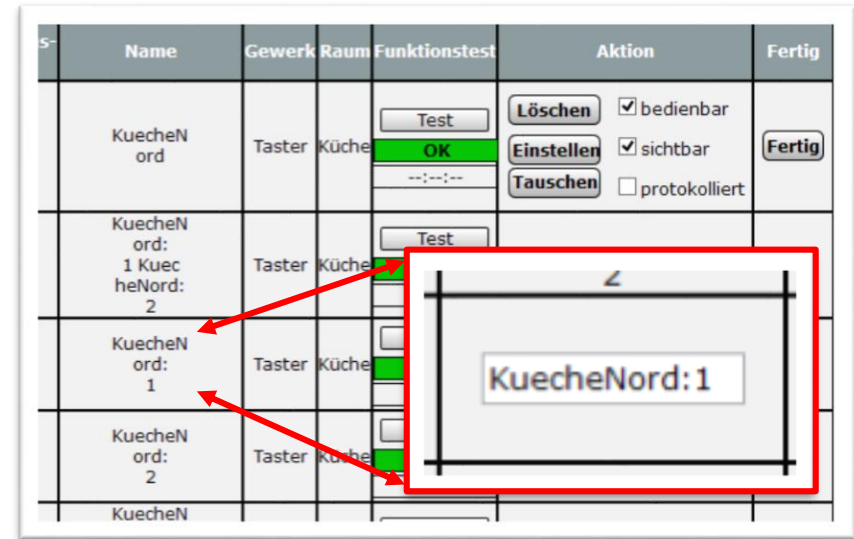 s- Name Gewerk Raum Funktionstest Aktion Fertig
KuecheN
ord
Taster Küche
Test
OK
--:--:--
Löschen bedienbar
Einstellen sichtbar
Tauschen protokolliert
Fertig
KuecheN
ord:
1 Kuec
heNord:
2
Taster Küche
Test
KuecheN
ord:
1
Taster Küche
KuecheN
ord:
2
Taster Küche
KuecheN
2
KuecheNord:1